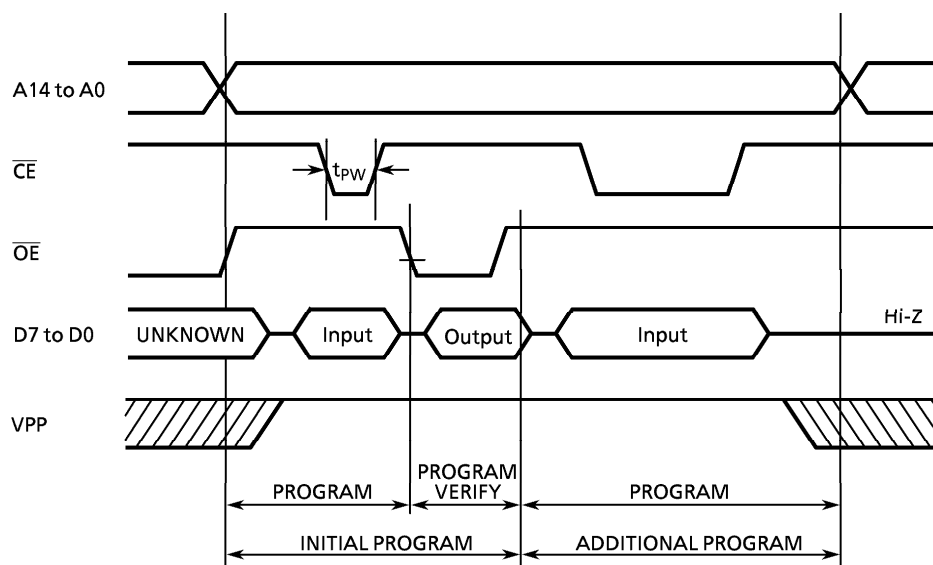 A14 to A0
CE
tPW
OE
D7 to D0
UNKNOWN
Input
Output
Input
Hi-Z
VPP
PROGRAM
PROGRAM
VERIFY
PROGRAM
INITIAL PROGRAM
ADDITIONAL PROGRAM